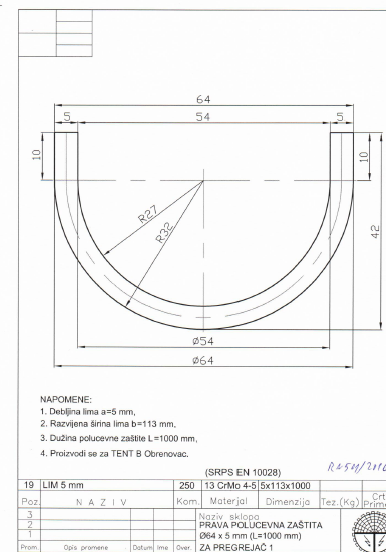 64
5 54 5
10 10
R27
R32
42
Ø54
Ø64
NAPOMENE:
1. Debljina lima a=5 mm,
2. Razvijena širina lima b=113 mm,
3. Dužina polucevne zaštite L=1000 mm,
4. Proizvodi se za TENT B Obrenovac.
(SRPS EN 10028)
19 LIM 5 mm 250 13 CrMo 4-5 5x113x1000
Poz. N A Z I V Kom. Materjal Dimenzija Tez.(Kg)
3 Naziv sklopa
2 PRAVA POLUCEVNA ZAŠTITA
1 Ø64 x 5 mm (L=1000 mm)
Prom. Opis promene Datum Ime Over. ZA PREGREJAČ 1